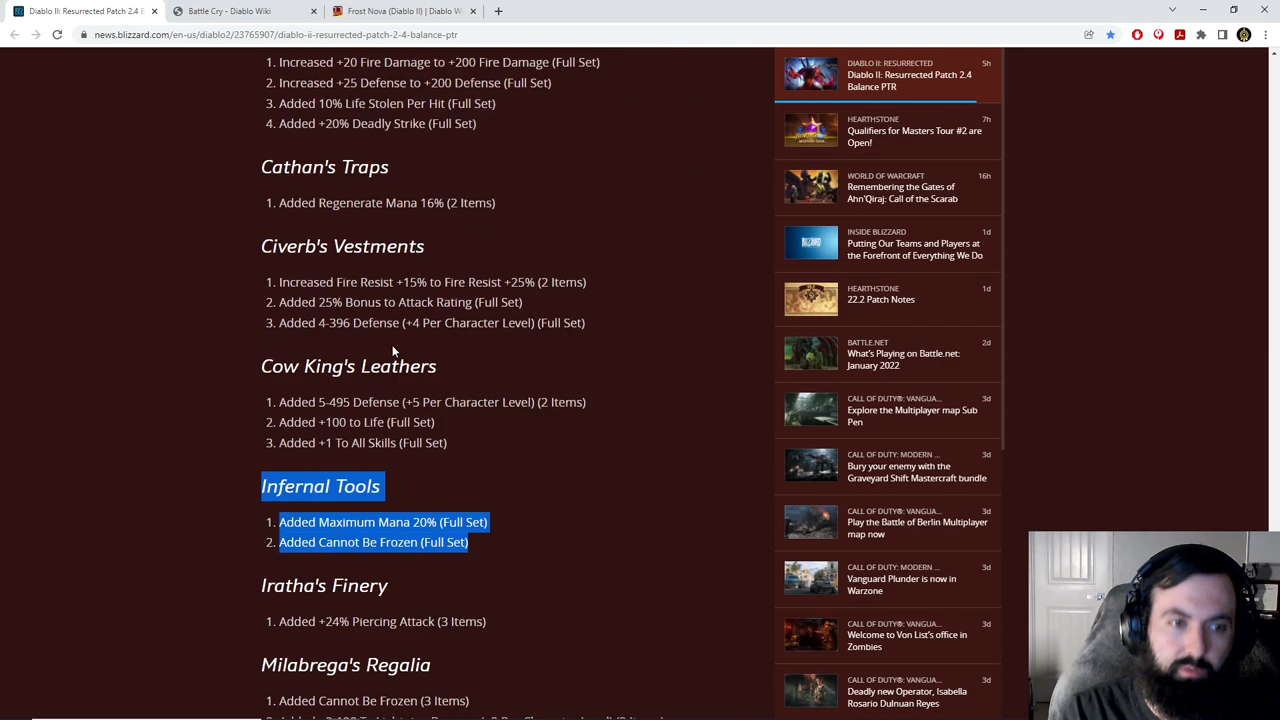 Diablo II: Resurrected Patch 2.4 B
Battle Cry - Diablo Wiki
Frost Nova (Diablo II) | Diablo W
news.blizzard.com/en-us/diablo2/23765907/diablo-ii-resurrected-patch-2-4-balance-ptr
1. Increased +20 Fire Damage to +200 Fire Damage (Full Set)
2. Increased +25 Defense to +200 Defense (Full Set)
3. Added 10% Life Stolen Per Hit (Full Set)
4. Added +20% Deadly Strike (Full Set)
Cathan's Traps
1. Added Regenerate Mana 16% (2 Items)
Civerb's Vestments
1. Increased Fire Resist +15% to Fire Resist +25% (2 Items)
2. Added 25% Bonus to Attack Rating (Full Set)
3. Added 4-396 Defense (+4 Per Character Level) (Full Set)
Cow King's Leathers
1. Added 5-495 Defense (+5 Per Character Level) (2 Items)
2. Added +100 to Life (Full Set)
3. Added +1 To All Skills (Full Set)
Infernal Tools
1. Added Maximum Mana 20% (Full Set)
2. Added Cannot Be Frozen (Full Set)
Iratha's Finery
1. Added +24% Piercing Attack (3 Items)
Milabrega's Regalia
1. Added Cannot Be Frozen (3 Items)
DIABLO II: RESURRECTED 5h
Diablo II: Resurrected Patch 2.4
Balance PTR
HEARTHSTONE 7h
Qualifiers for Masters Tour #2 are
Open!
WORLD OF WARCRAFT 16h
Remembering the Gates of
Ahn'Qiraj: Call of the Scarab
INSIDE BLIZZARD 1d
Putting Our Teams and Players at
the Forefront of Everything We Do
HEARTHSTONE 1d
22.2 Patch Notes
BATTLE.NET 2d
What's Playing on Battle.net:
January 2022
CALL OF DUTY®: VANGUA... 3d
Explore the Multiplayer map Sub
Pen
CALL OF DUTY: MODERN ... 3d
Bury your enemy with the
Graveyard Shift Mastercraft bundle
CALL OF DUTY®: VANGUA... 3d
Play the Battle of Berlin Multiplayer
map now
CALL OF DUTY: MODERN ... 3d
Vanguard Plunder is now in
Warzone
CALL OF DUTY®: VANGUA... 3d
Welcome to Von List's office in
Zombies
CALL OF DUTY®: VANGUA... 3d
Deadly new Operator, Isabella
Rosario Dulnuan Reyes